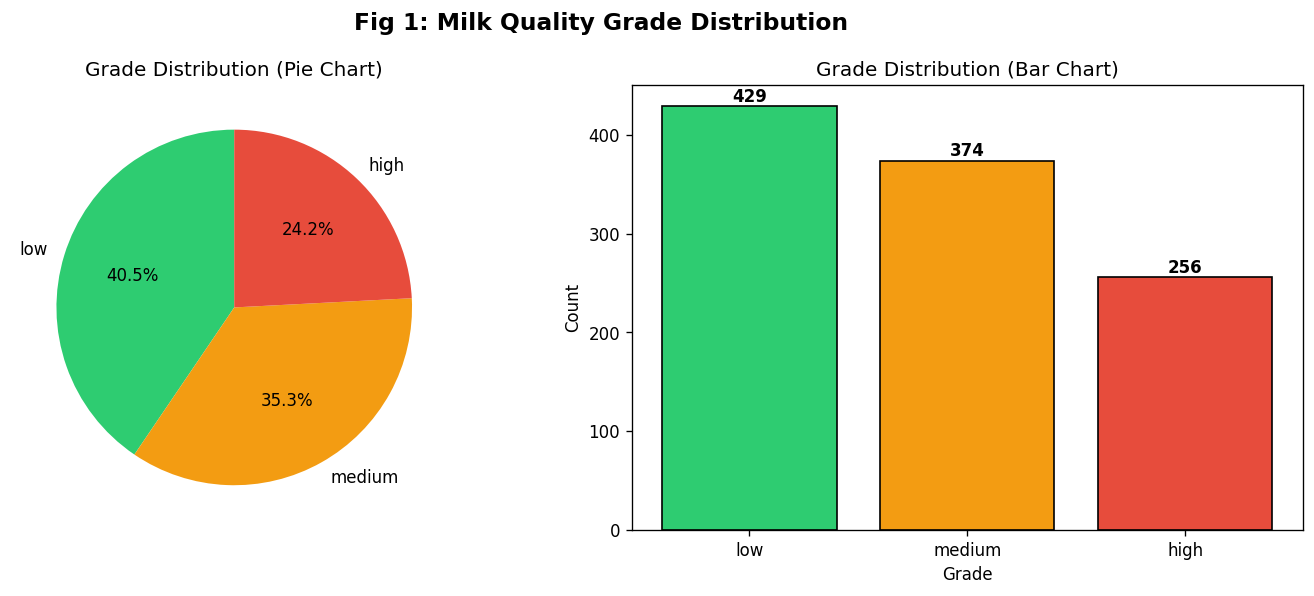 Fig 1: Milk Quality Grade Distribution
Grade Distribution (Pie Chart)
high
24.2%
low
40.5%
35.3%
medium
Grade Distribution (Bar Chart)
429
374
256
400
300
200
100
0
Count
low medium high
Grade